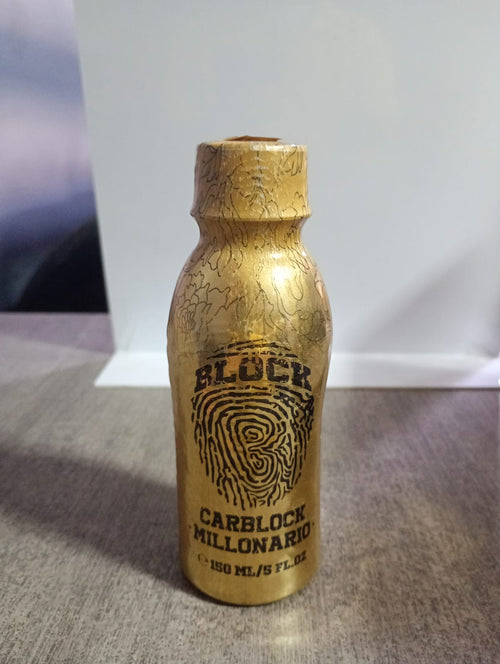 BLOCK
B
CARBLOCK
·MILLONARIO·
℮ 150 ML/5 FL.OZ